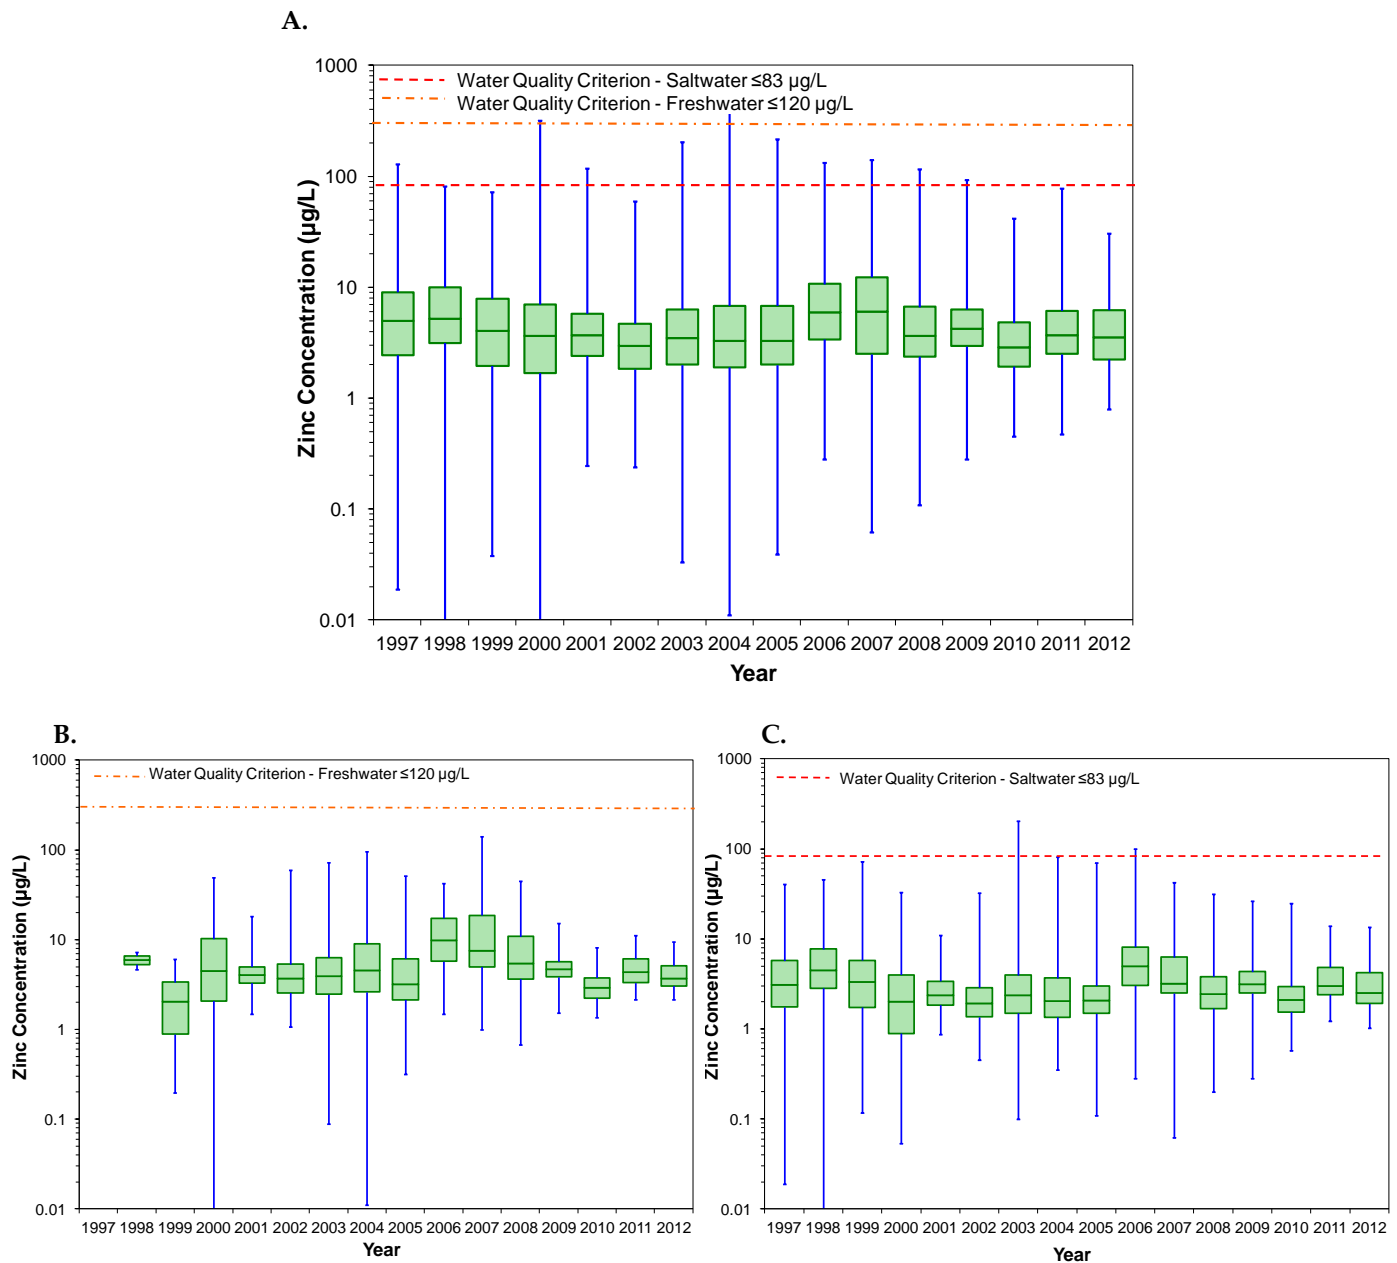 A.
Water Quality Criterion - Saltwater ≤83 µg/L
Water Quality Criterion - Freshwater ≤120 µg/L
1000
100
10
1
0.1
0.01
Zinc Concentration (µg/L)
1997 1998 1999 2000 2001 2002 2003 2004 2005 2006 2007 2008 2009 2010 2011 2012
Year
B.
Water Quality Criterion - Freshwater ≤120 µg/L
1000
100
10
1
0.1
0.01
Zinc Concentration (µg/L)
1997 1998 1999 2000 2001 2002 2003 2004 2005 2006 2007 2008 2009 2010 2011 2012
Year
C.
Water Quality Criterion - Saltwater ≤83 µg/L
1000
100
10
1
0.1
0.01
Zinc Concentration (µg/L)
1997 1998 1999 2000 2001 2002 2003 2004 2005 2006 2007 2008 2009 2010 2011 2012
Year